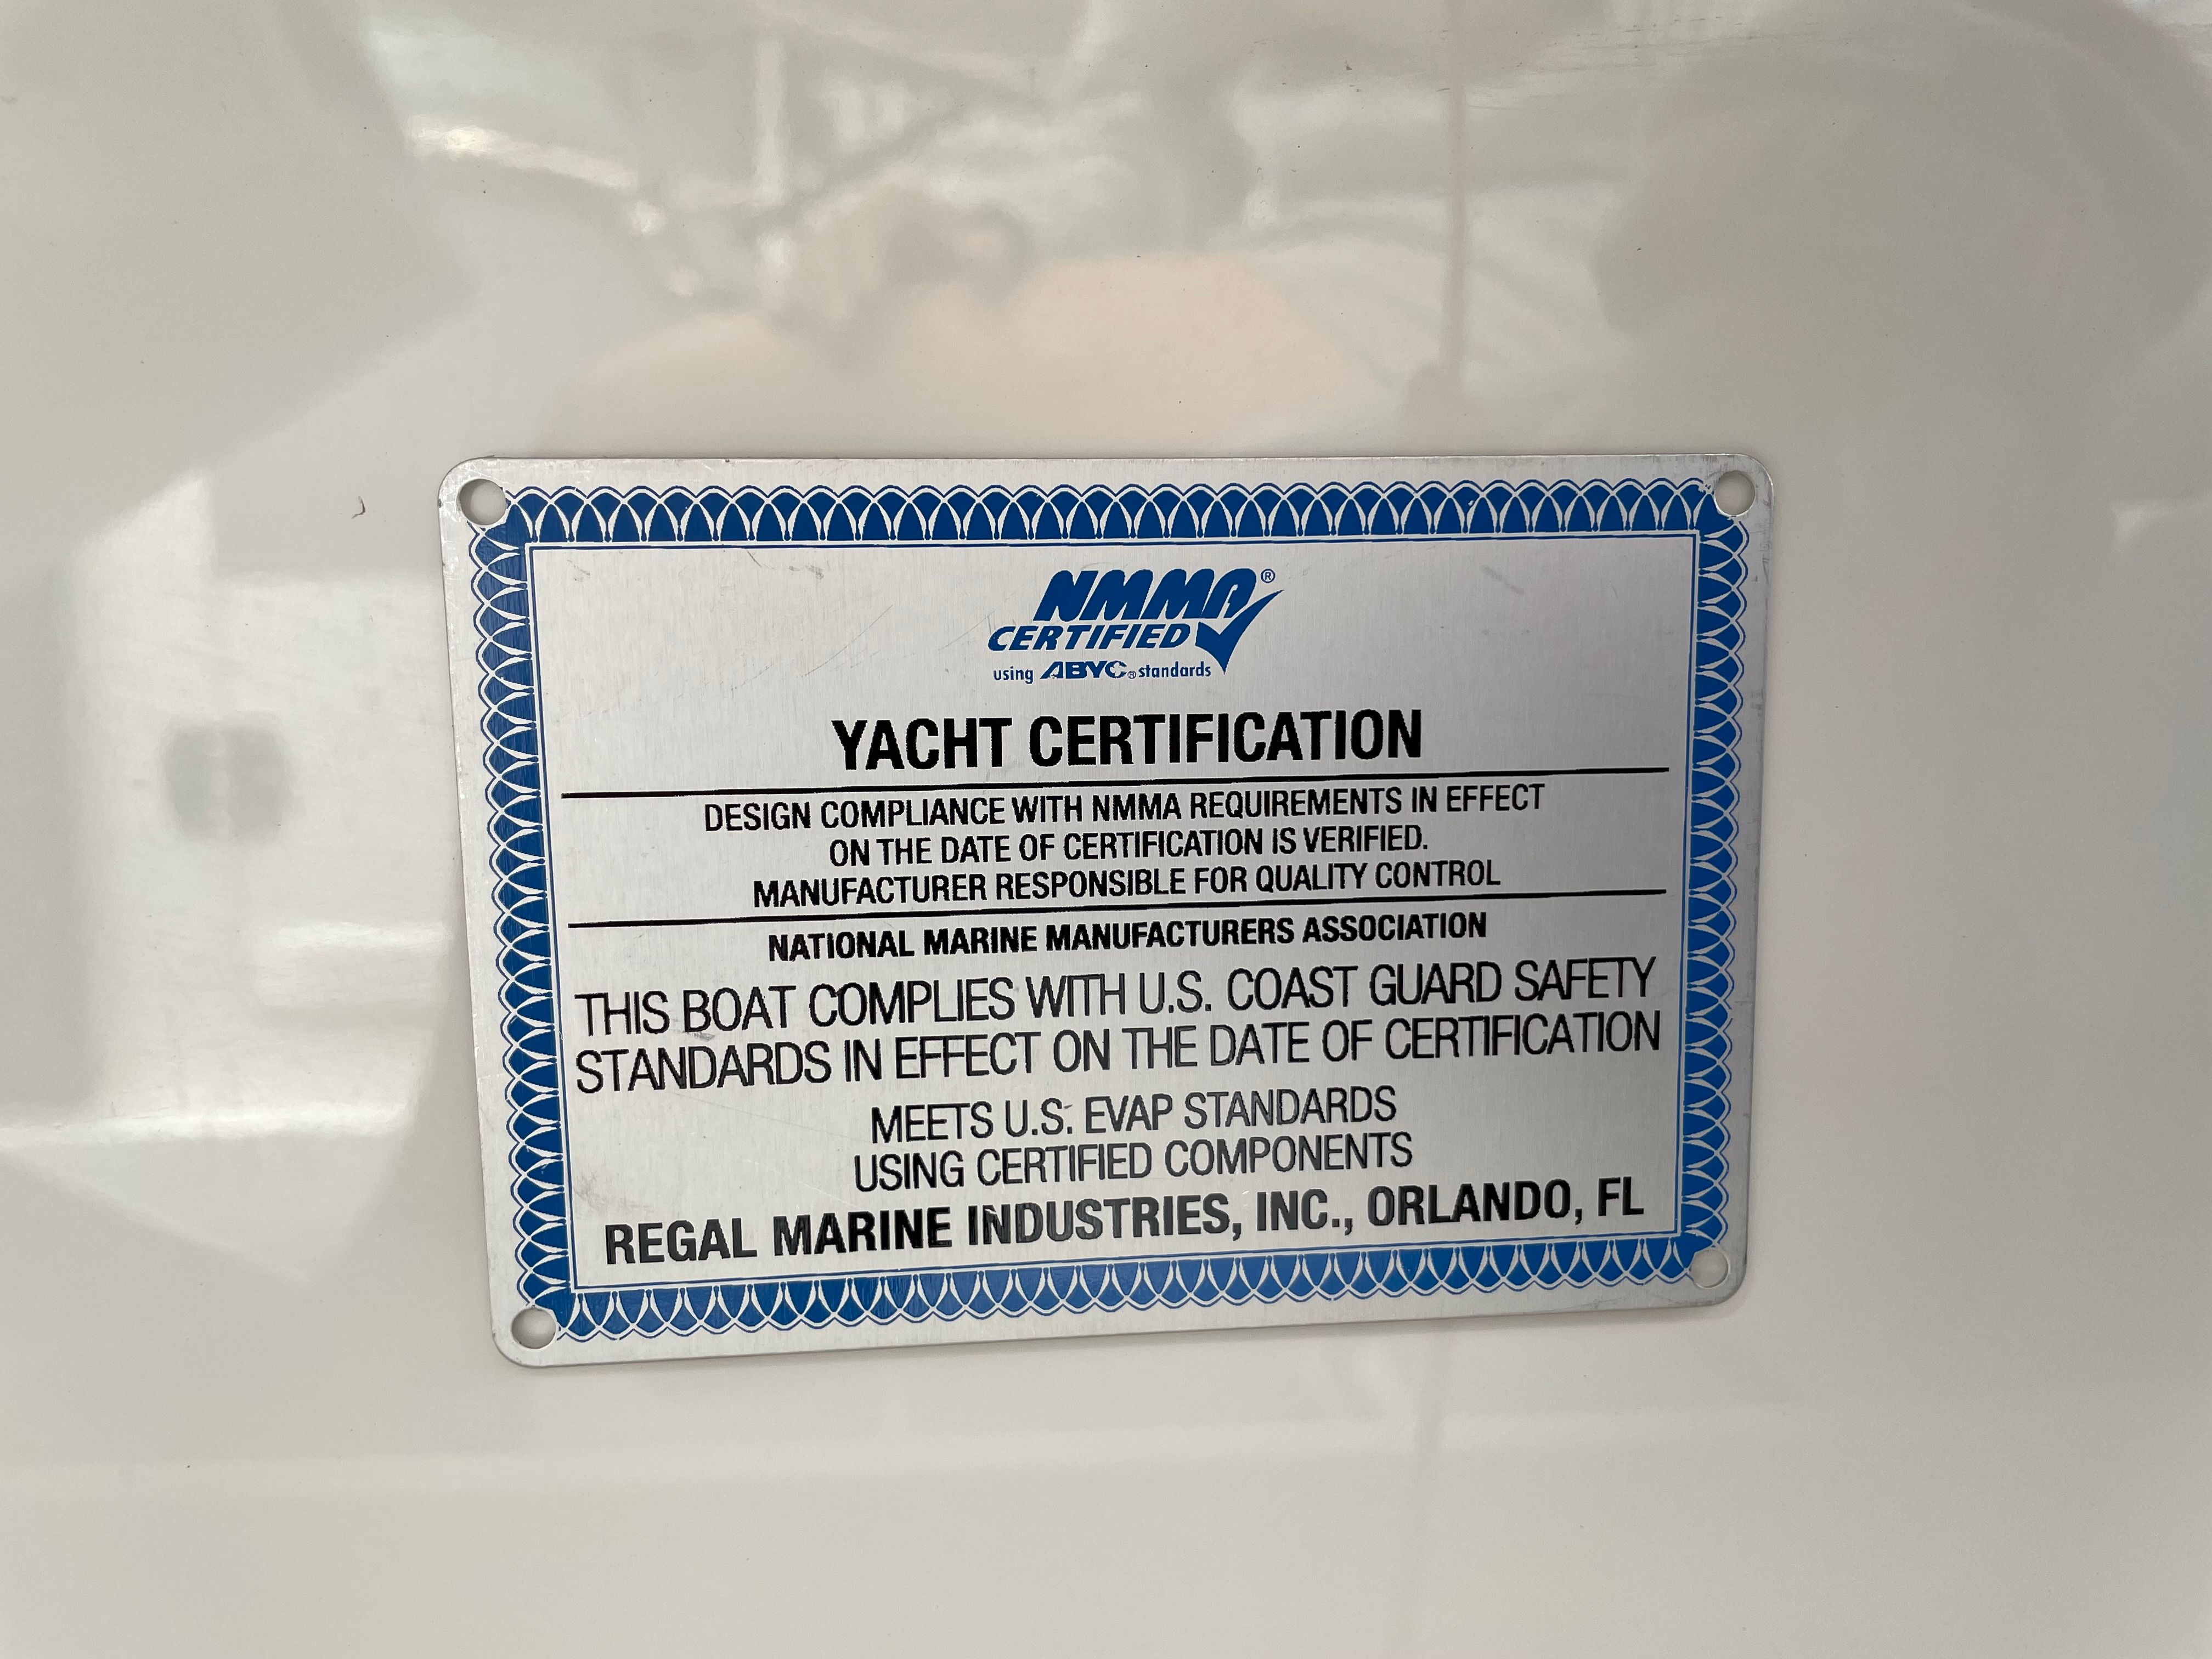 NMMA®
CERTIFIED
using ABYC® standards
YACHT CERTIFICATION
DESIGN COMPLIANCE WITH NMMA REQUIREMENTS IN EFFECT
ON THE DATE OF CERTIFICATION IS VERIFIED.
MANUFACTURER RESPONSIBLE FOR QUALITY CONTROL
NATIONAL MARINE MANUFACTURERS ASSOCIATION
THIS BOAT COMPLIES WITH U.S. COAST GUARD SAFETY
STANDARDS IN EFFECT ON THE DATE OF CERTIFICATION
MEETS U.S. EVAP STANDARDS
USING CERTIFIED COMPONENTS
REGAL MARINE INDUSTRIES, INC., ORLANDO, FL